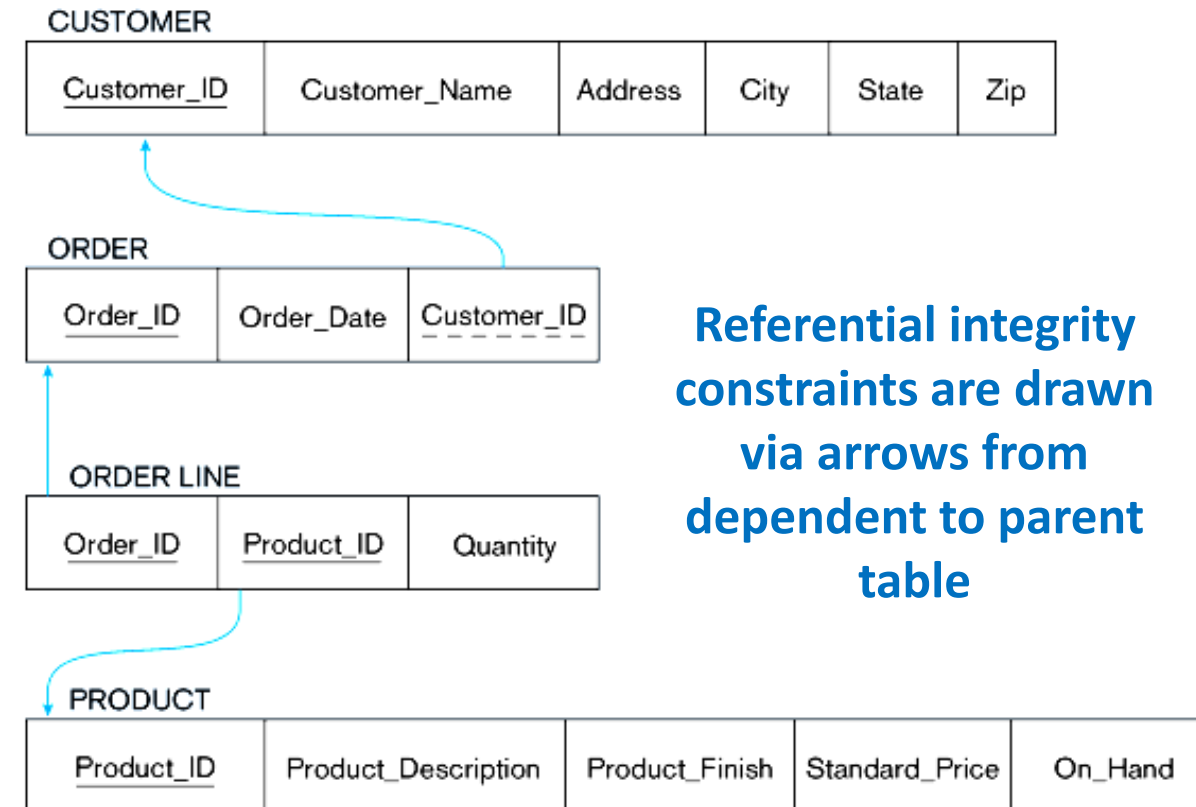 CUSTOMER
Customer_ID Customer_Name Address City State Zip
ORDER
Order_ID Order_Date Customer_ID
Referential integrity
constraints are drawn
via arrows from
dependent to parent
table
ORDER LINE
Order_ID Product_ID Quantity
PRODUCT
Product_ID Product_Description Product_Finish Standard_Price On_Hand